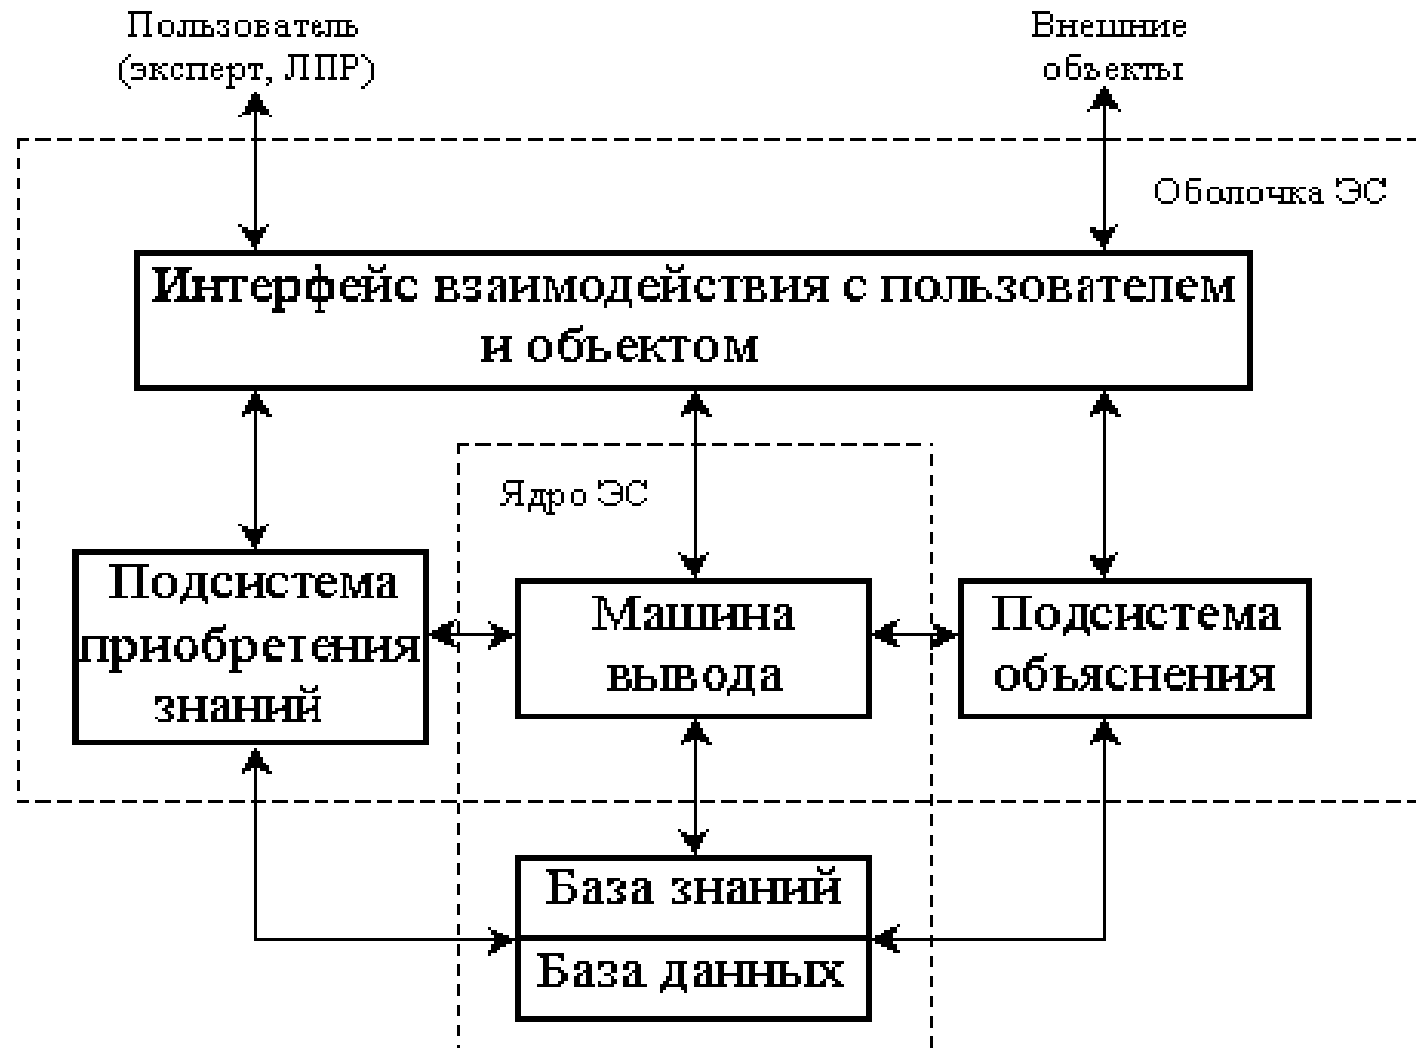 Пользователь
(эксперт, ЛПР)
Внешние
объекты
Оболочка ЭС
Интерфейс взаимодействия с пользователем
и объектом
Ядро ЭС
Подсистема
приобретения
знаний
Машина
вывода
Подсистема
объяснения
База знаний
База данных